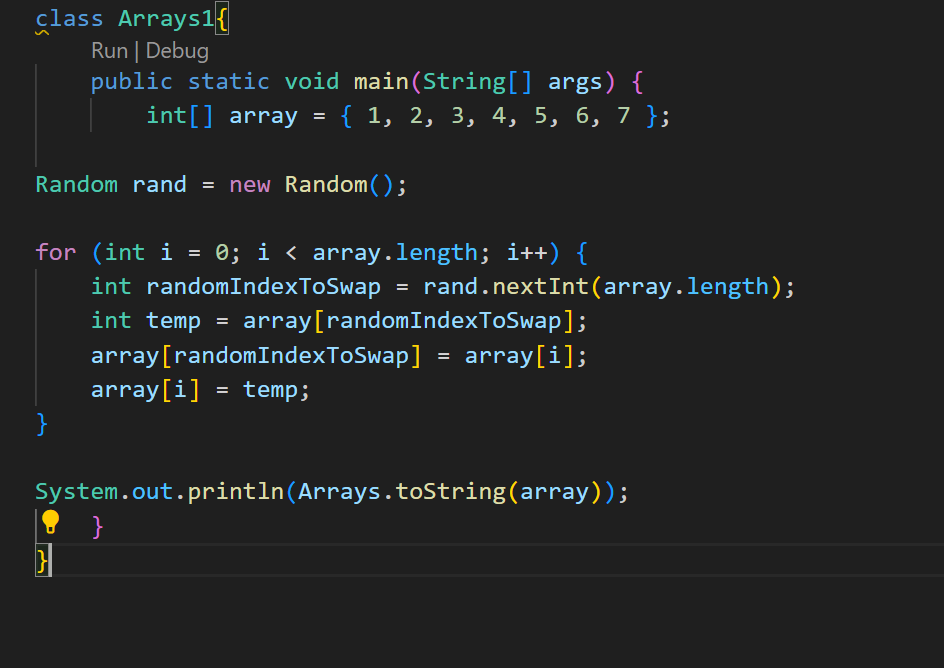 class Arrays1{
Run | Debug
public static void main(String[] args) {
int[] array = { 1, 2, 3, 4, 5, 6, 7 };
Random rand = new Random();
for (int i = 0; i < array.length; i++) {
int randomIndexToSwap = rand.nextInt(array.length);
int temp = array[randomIndexToSwap];
array[randomIndexToSwap] = array[i];
array[i] = temp;
}
System.out.println(Arrays.toString(array));
}
}